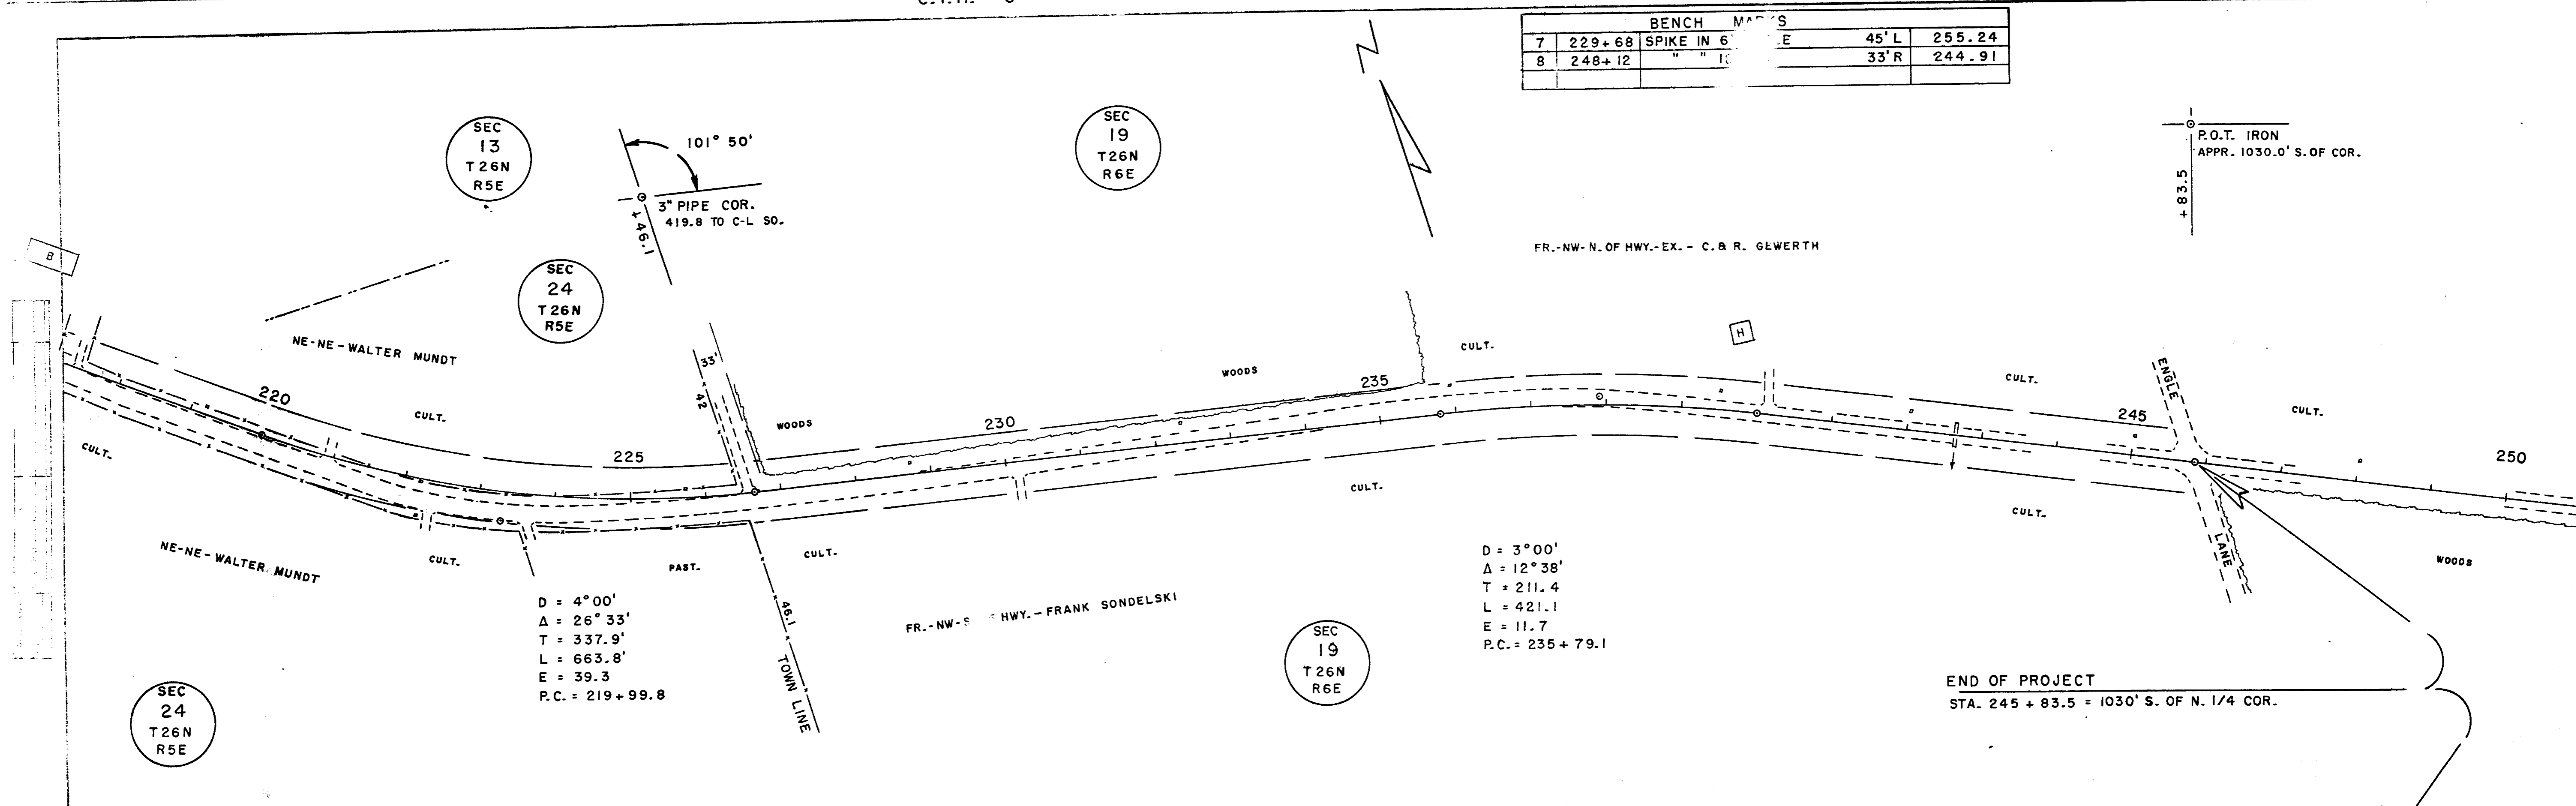 BENCH MARKS
7 229+68 SPIKE IN 6" 45'L 255.24
8 248+12 " " 33'R 244.91
SEC
13
T26N
R5E
101° 50'
3" PIPE COR.
419.8 TO C-L SO.
+46.1
SEC
19
T26N
R6E
P.O.T. IRON
APPR. 1030.0' S. OF COR.
+83.5
FR.-NW-N. OF HWY.-EX. - C. & R. GEWERTH
B
SEC
24
T26N
R5E
NE-NE-WALTER MUNDT
H
33'
42
WOODS
CULT.
ENGLE
CULT.
CULT.
220
CULT.
225
WOODS
230
235
245
250
CULT.
CULT.
CULT.
NE-NE-WALTER MUNDT
CULT.
PAST.
CULT.
LANE
WOODS
D = 4°00'
Δ = 26°33'
T = 337.9'
L = 663.8'
E = 39.3
P.C. = 219+99.8
46.1
TOWN LINE
FR.-NW-S HWY.-FRANK SONDELSKI
D = 3°00'
Δ = 12°38'
T = 211.4
L = 421.1
E = 11.7
P.C. = 235+79.1
SEC
19
T26N
R6E
END OF PROJECT
STA. 245 + 83.5 = 1030' S. OF N. 1/4 COR.
SEC
24
T26N
R5E